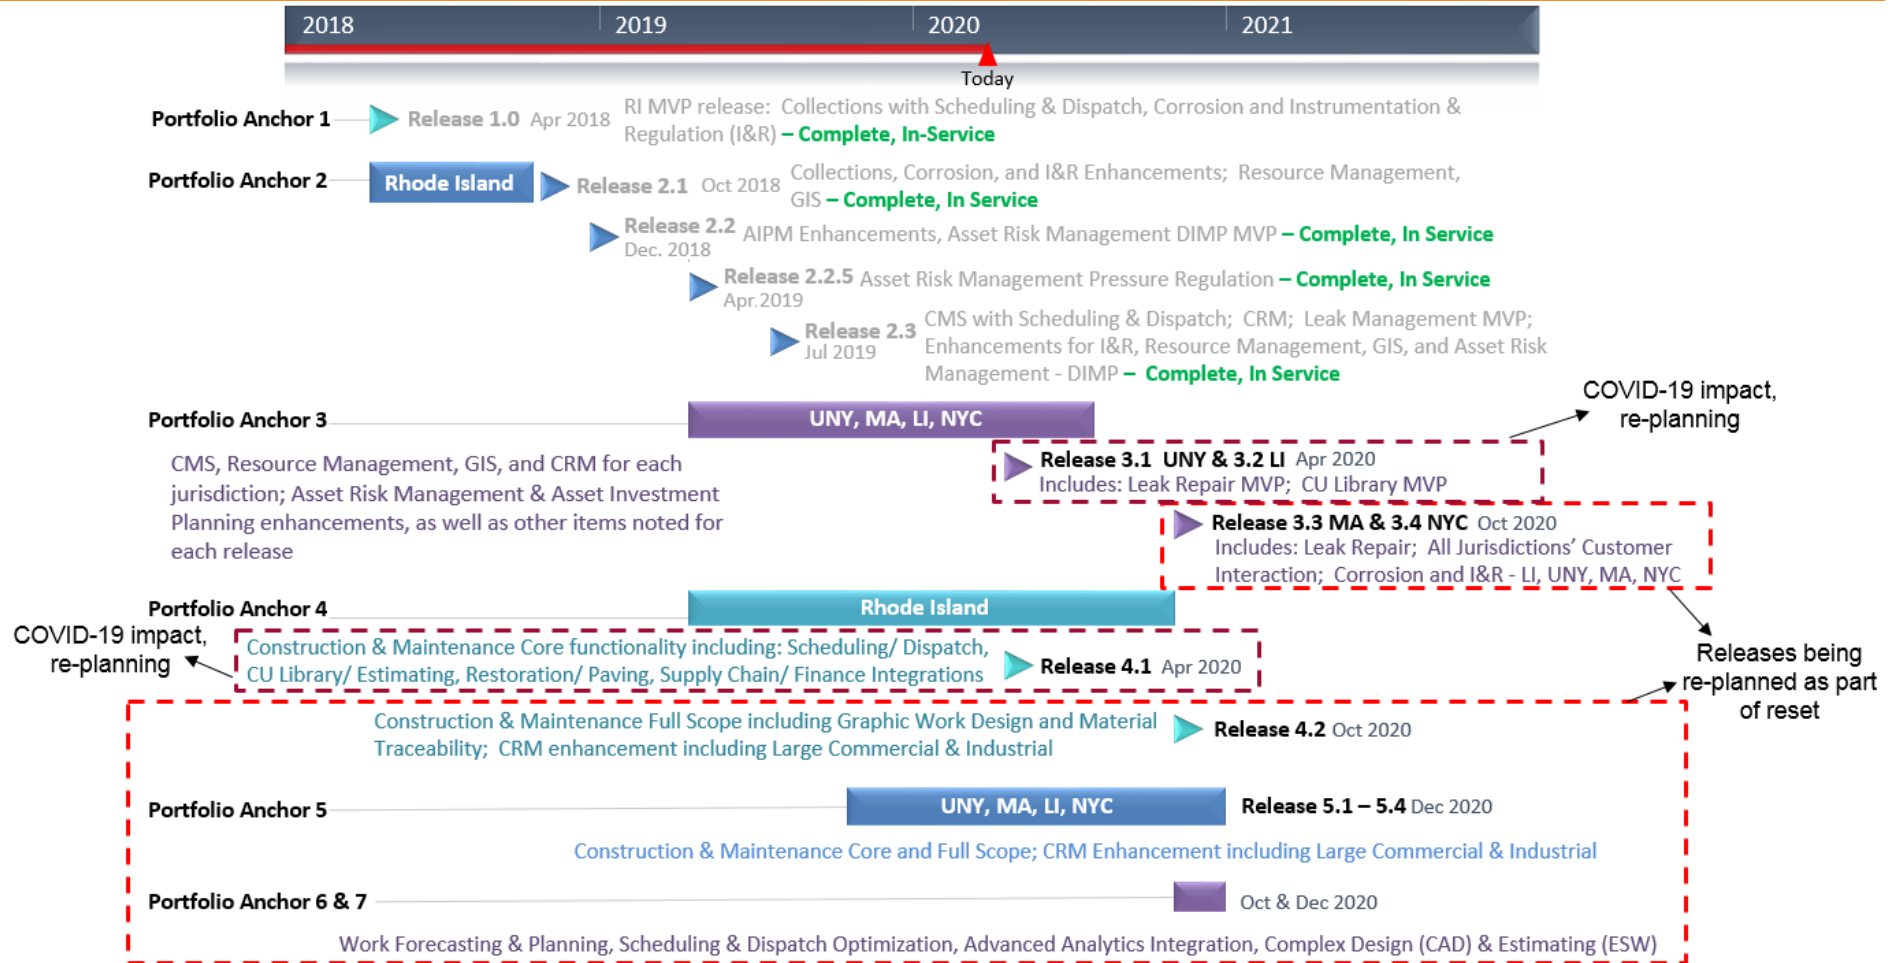 2018 2019 2020 2021
Today
Portfolio Anchor 1 Release 1.0 Apr 2018
RI MVP release: Collections with Scheduling & Dispatch, Corrosion and Instrumentation &
Regulation (I&R) – Complete, In-Service
Portfolio Anchor 2 Rhode Island Release 2.1 Oct 2018
Collections, Corrosion, and I&R Enhancements; Resource Management,
GIS – Complete, In Service
Release 2.2
Dec. 2018
AIPM Enhancements, Asset Risk Management DIMP MVP – Complete, In Service
Release 2.2.5
Apr.2019
Asset Risk Management Pressure Regulation – Complete, In Service
Release 2.3
Jul 2019
CMS with Scheduling & Dispatch; CRM; Leak Management MVP;
Enhancements for I&R, Resource Management, GIS, and Asset Risk
Management - DIMP – Complete, In Service
COVID-19 impact,
re-planning
Portfolio Anchor 3 UNY, MA, LI, NYC
CMS, Resource Management, GIS, and CRM for each
jurisdiction; Asset Risk Management & Asset Investment
Planning enhancements, as well as other items noted for
each release
Release 3.1 UNY & 3.2 LI Apr 2020
Includes: Leak Repair MVP; CU Library MVP
Release 3.3 MA & 3.4 NYC Oct 2020
Includes: Leak Repair; All Jurisdictions’ Customer
Interaction; Corrosion and I&R - LI, UNY, MA, NYC
Portfolio Anchor 4 Rhode Island
COVID-19 impact,
re-planning
Construction & Maintenance Core functionality including: Scheduling/ Dispatch,
CU Library/ Estimating, Restoration/ Paving, Supply Chain/ Finance Integrations
Release 4.1 Apr 2020
Releases being
re-planned as part
of reset
Construction & Maintenance Full Scope including Graphic Work Design and Material
Traceability; CRM enhancement including Large Commercial & Industrial
Release 4.2 Oct 2020
Portfolio Anchor 5 UNY, MA, LI, NYC Release 5.1 – 5.4 Dec 2020
Construction & Maintenance Core and Full Scope; CRM Enhancement including Large Commercial & Industrial
Portfolio Anchor 6 & 7 Oct & Dec 2020
Work Forecasting & Planning, Scheduling & Dispatch Optimization, Advanced Analytics Integration, Complex Design (CAD) & Estimating (ESW)